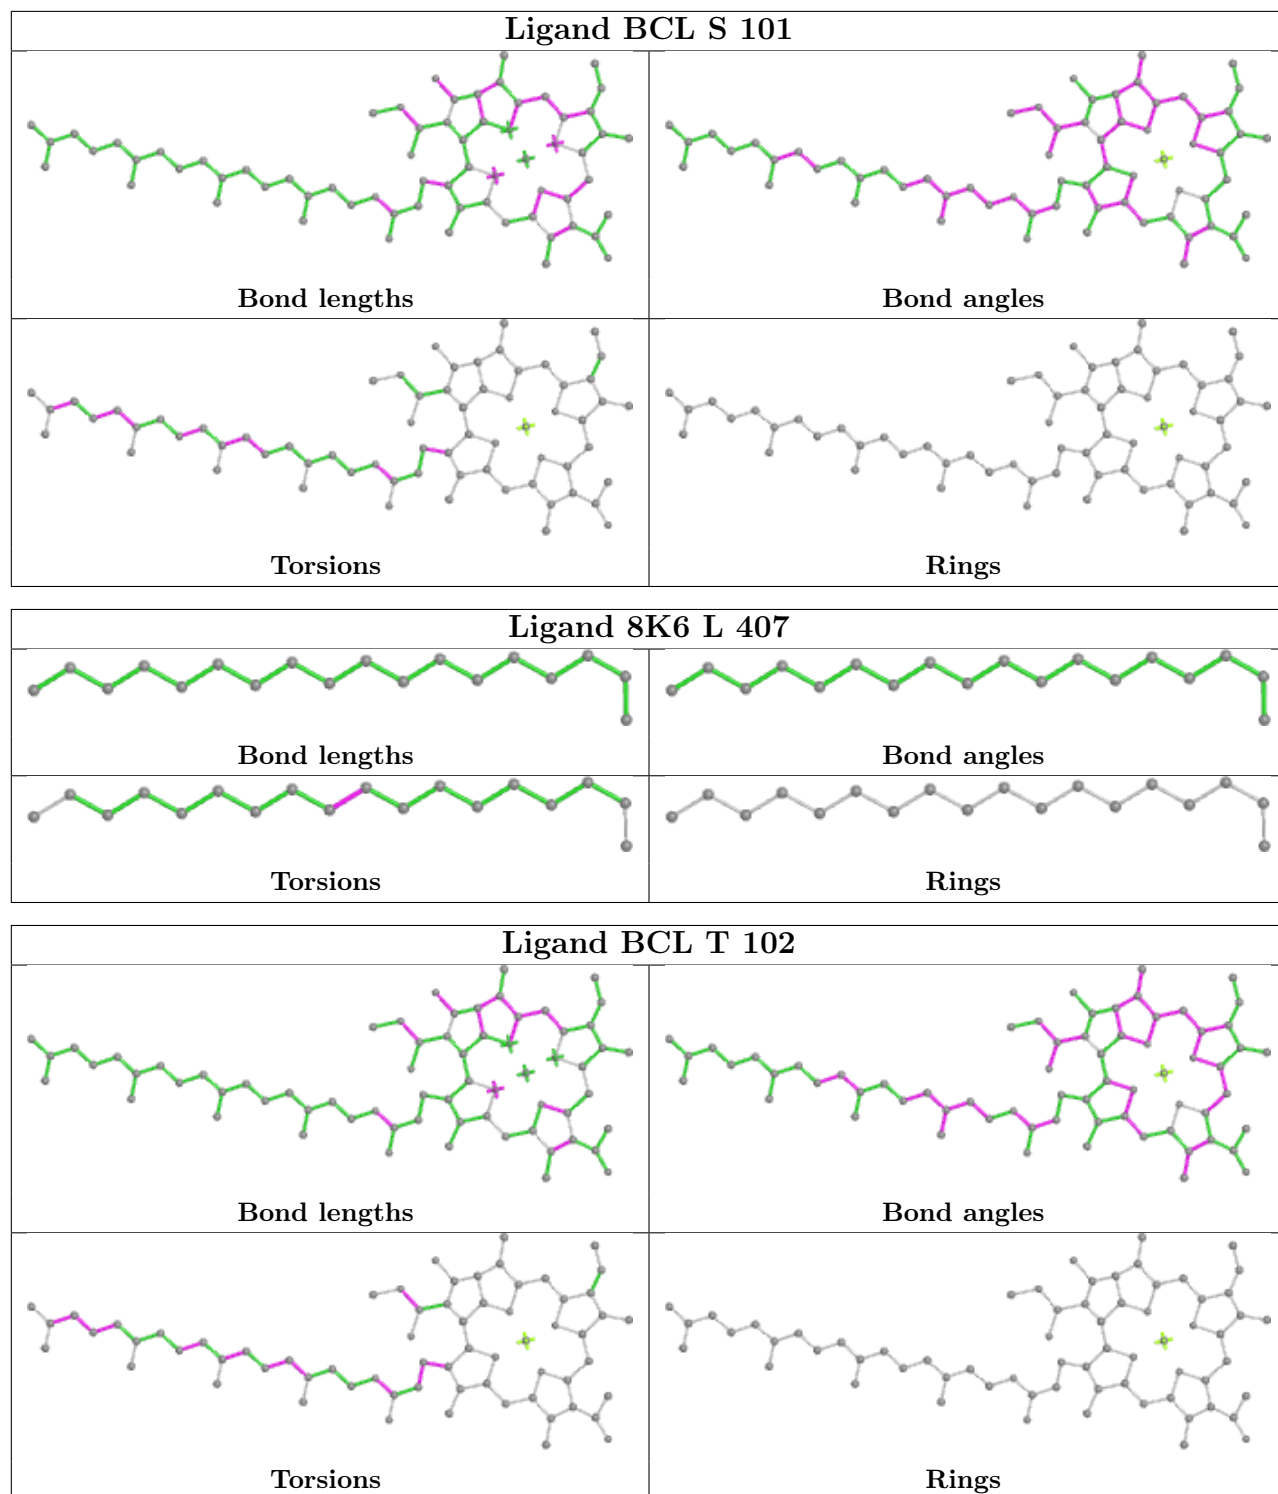 Ligand BCL S 101
Bond lengths
Bond angles
Torsions
Rings
Ligand 8K6 L 407
Bond lengths
Bond angles
Torsions
Rings
Ligand BCL T 102
Bond lengths
Bond angles
Torsions
Rings